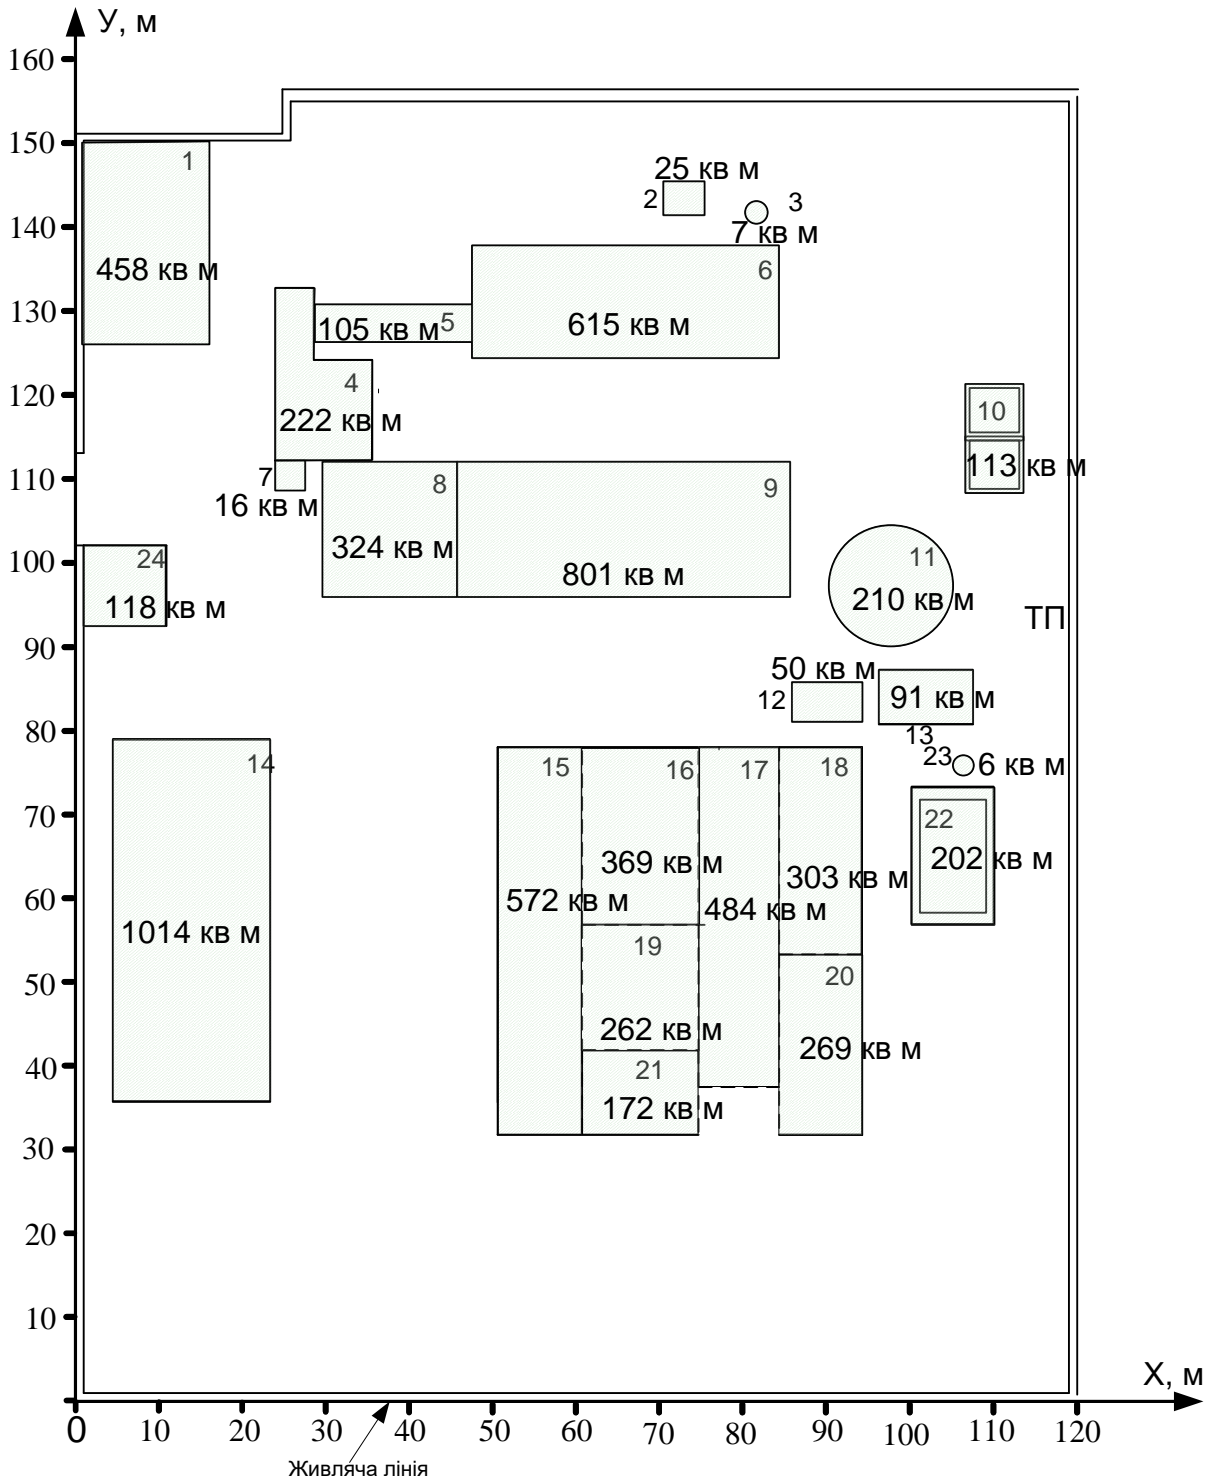 У, м
160
150
1
25 кв м
2
3
140
7 кв м
458 кв м
6
130
105 кв м
5
615 кв м
4
120
10
222 кв м
110
7
8
9
113 кв м
16 кв м
324 кв м
801 кв м
100
24
11
118 кв м
210 кв м
ТП
90
50 кв м
12
91 кв м
80
13
23
6 кв м
14
15
16
17
18
70
22
369 кв м
303 кв м
202 кв м
60
572 кв м
484 кв м
1014 кв м
19
50
20
262 кв м
269 кв м
40
21
172 кв м
30
20
10
Х, м
0
10
20
30
40
50
60
70
80
90
100
110
120
Живляча лінія